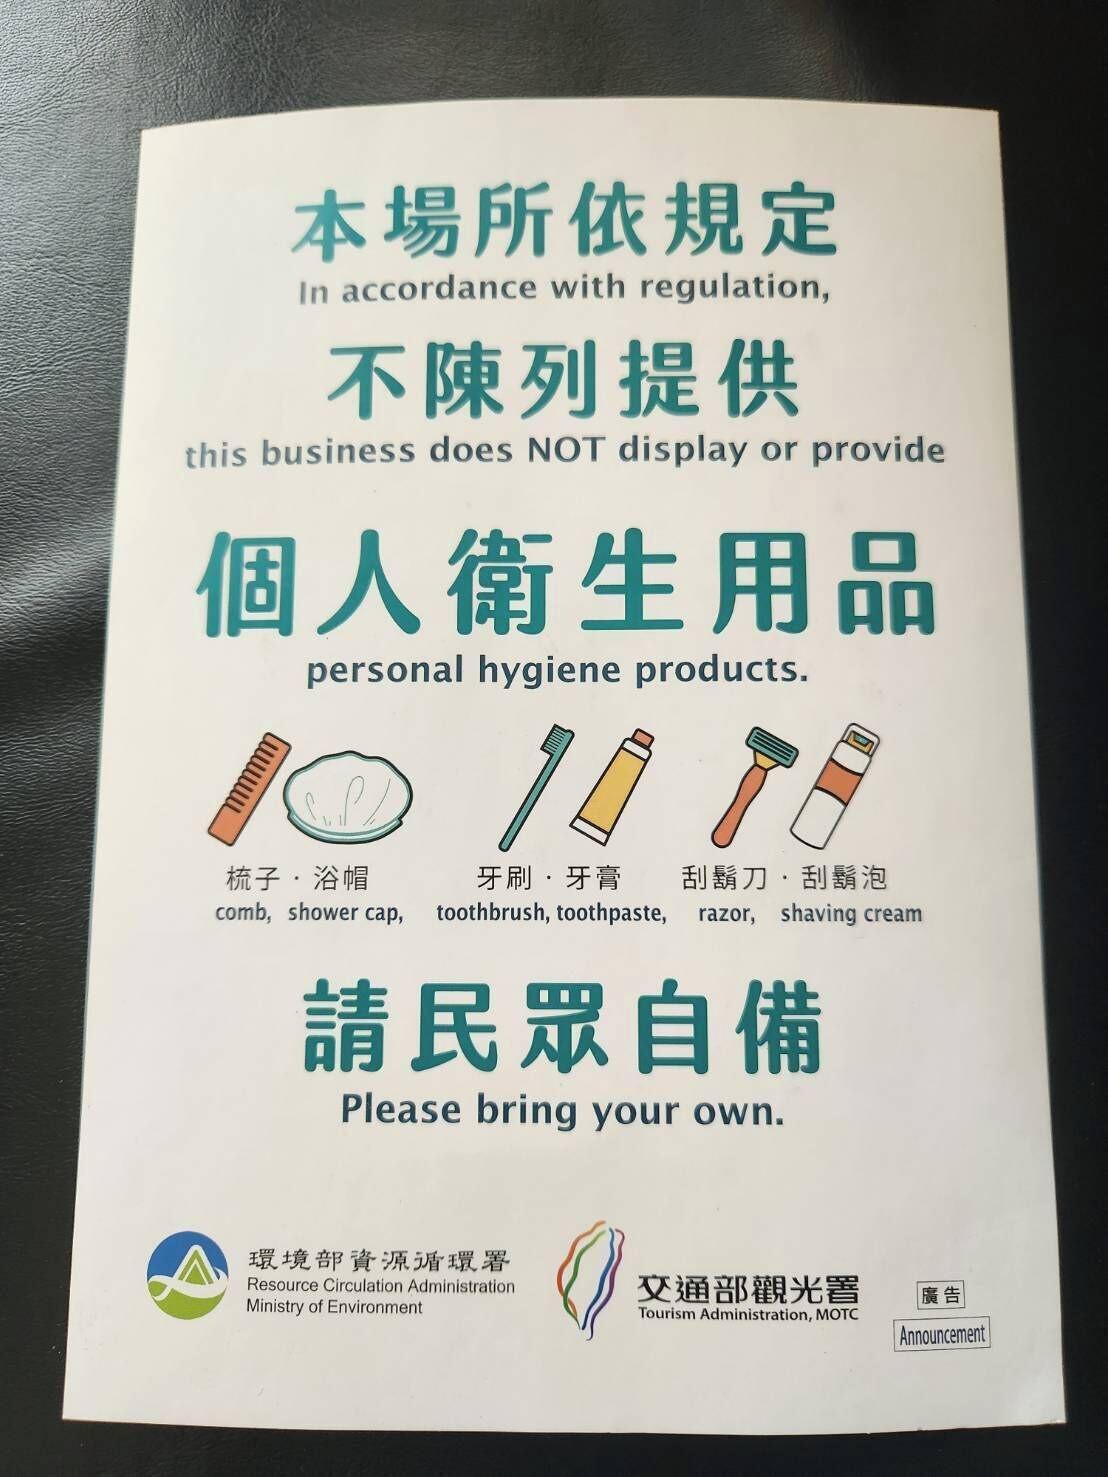 本場所依規定
In accordance with regulation,
不陳列提供
this business does NOT display or provide
個人衛生用品
personal hygiene products.
梳子．浴帽 牙刷．牙膏 刮鬍刀．刮鬍泡
comb, shower cap, toothbrush, toothpaste, razor, shaving cream
請民眾自備
Please bring your own.
環境部資源循環署
Resource Circulation Administration
Ministry of Environment
交通部觀光署
Tourism Administration, MOTC
廣告
Announcement